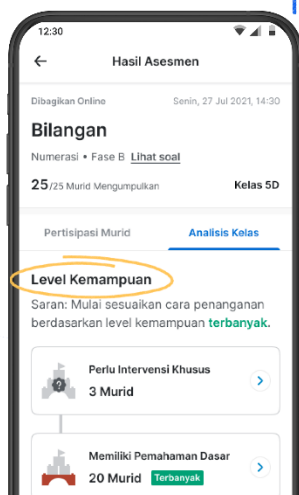 12:30
Hasil Asesmen
Dibagikan Online Senin, 27 Jul 2021, 14:30
Bilangan
Numerasi • Fase B Lihat soal
25/25 Murid Mengumpulkan Kelas 5D
Pertisipasi Murid Analisis Kelas
Level Kemampuan
Saran: Mulai sesuaikan cara penanganan
berdasarkan level kemampuan terbanyak.
Perlu Intervensi Khusus
3 Murid
Memiliki Pemahaman Dasar
20 Murid Terbanyak